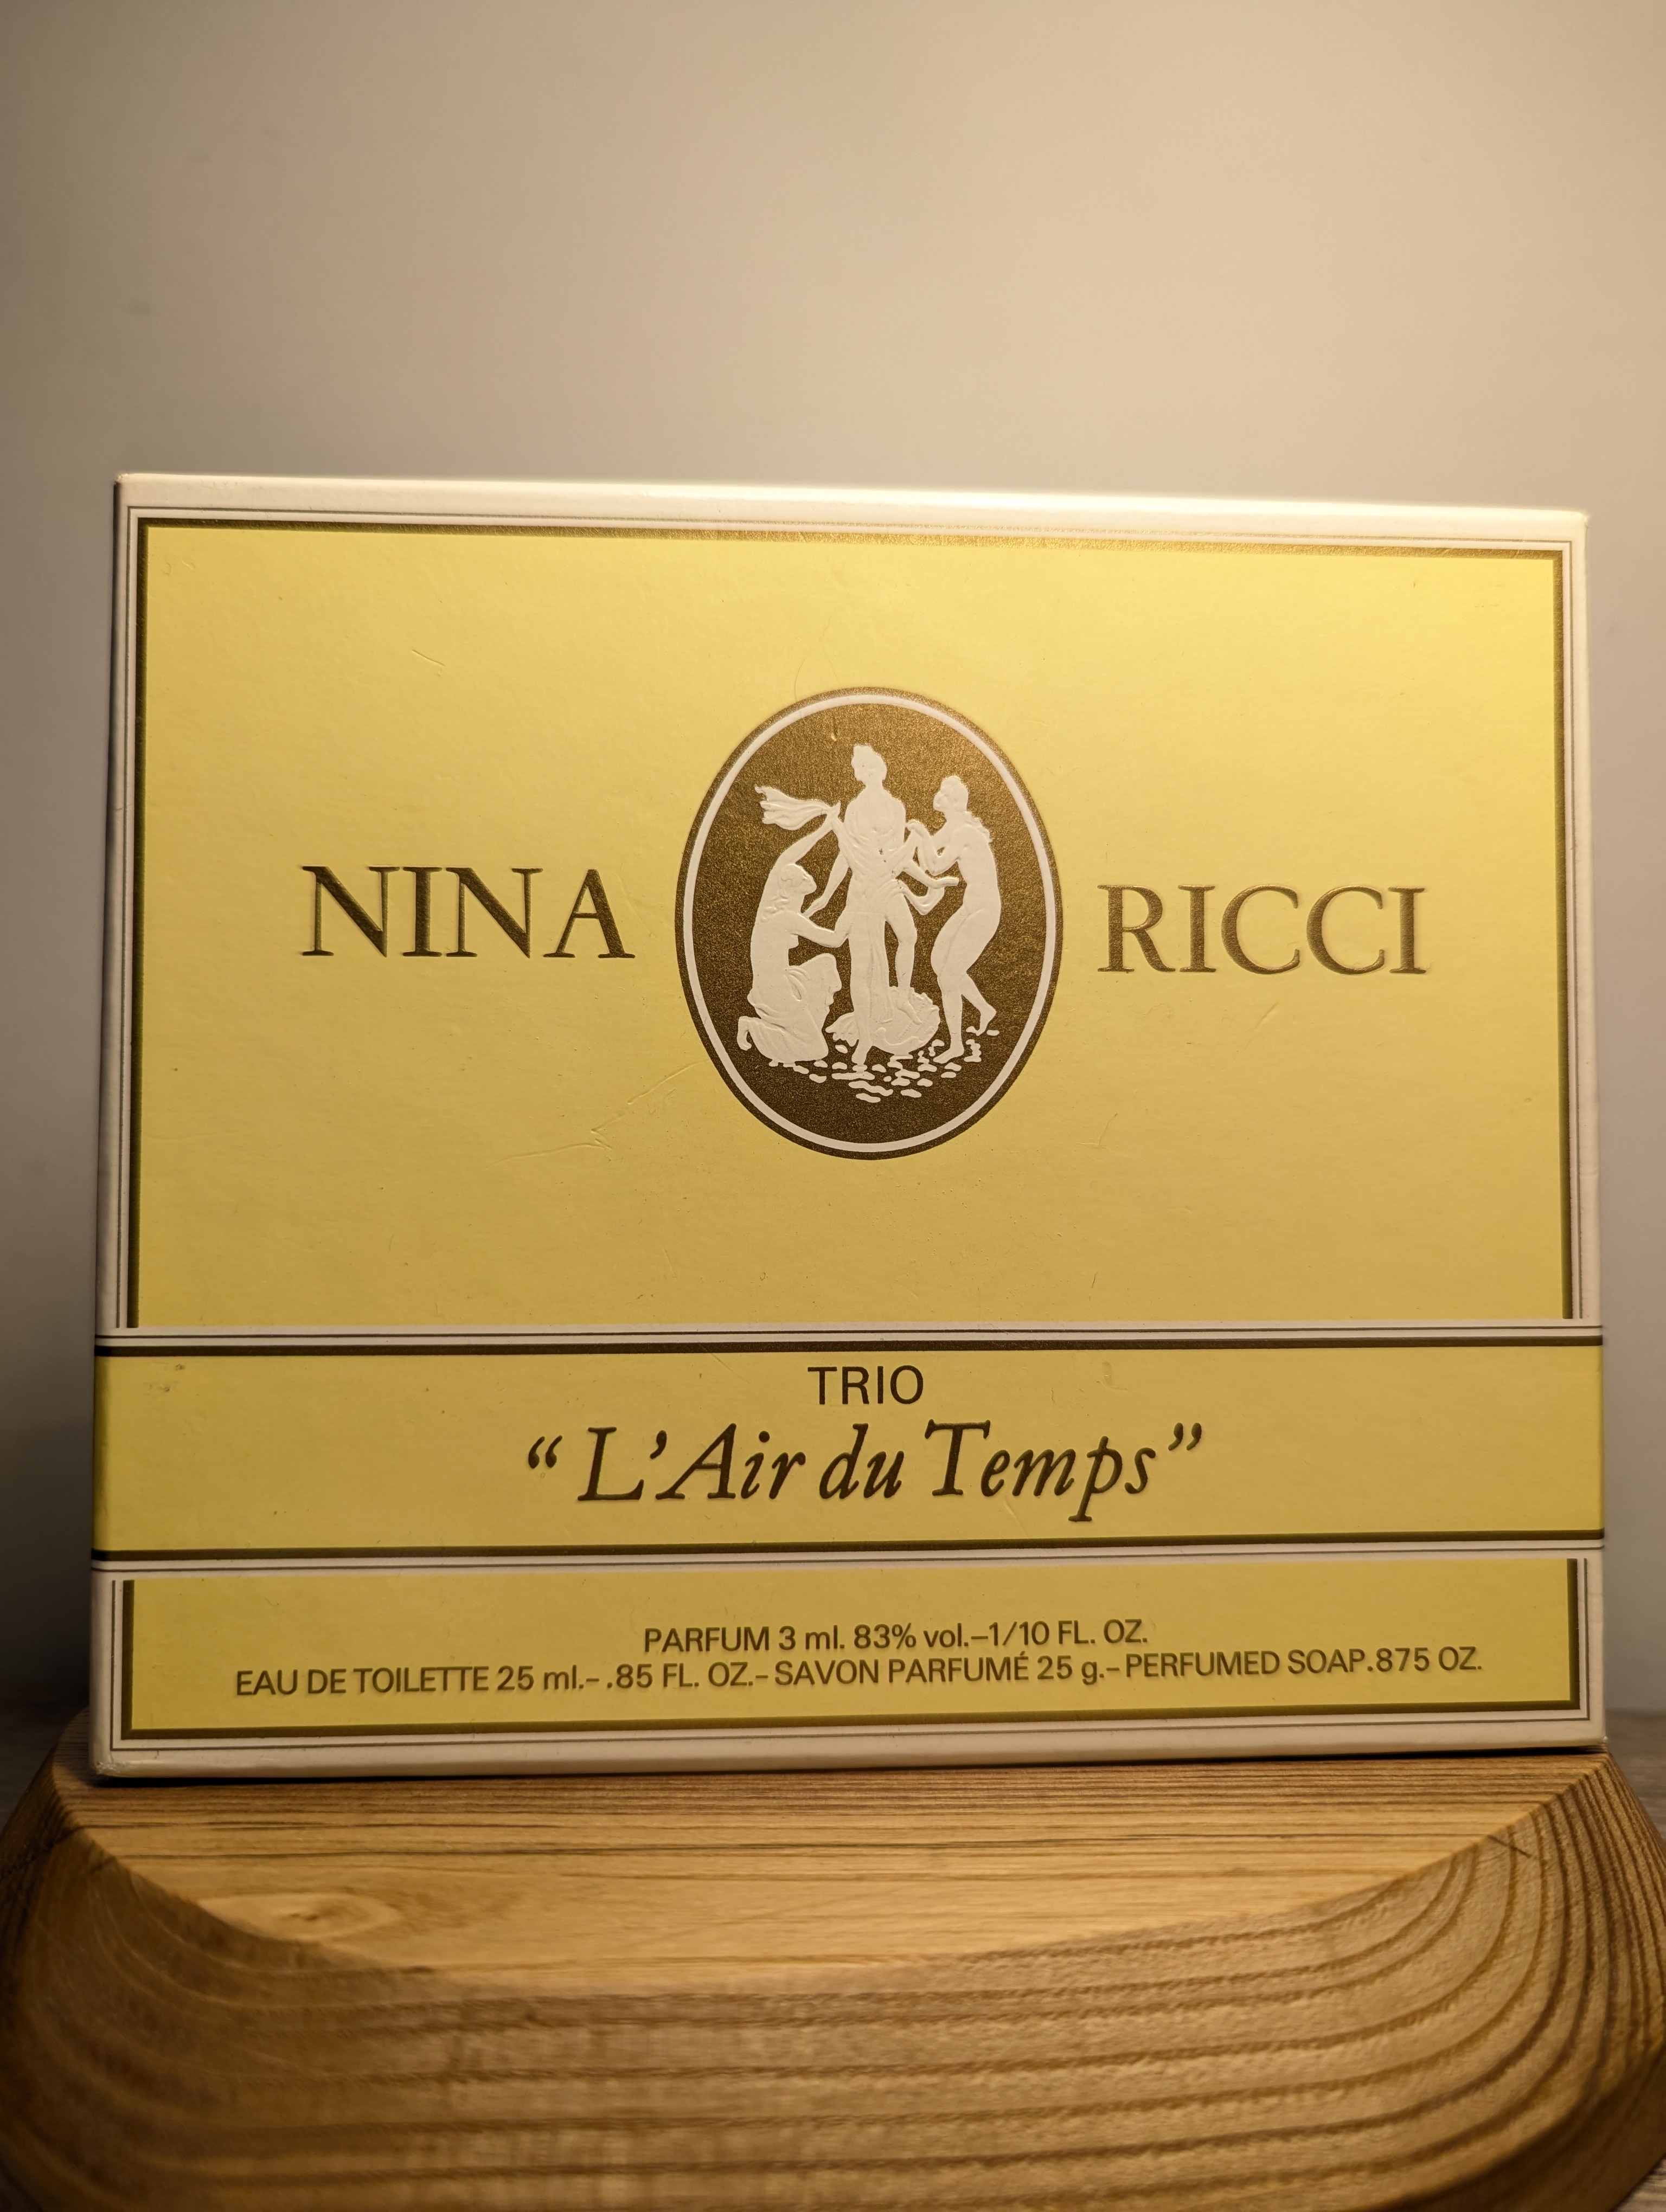 NINA RICCI
TRIO
“L’Air du Temps”
PARFUM 3 ml. 83% vol.–1/10 FL. OZ.
EAU DE TOILETTE 25 ml.– .85 FL. OZ.– SAVON PARFUMÉ 25 g.– PERFUMED SOAP.875 OZ.